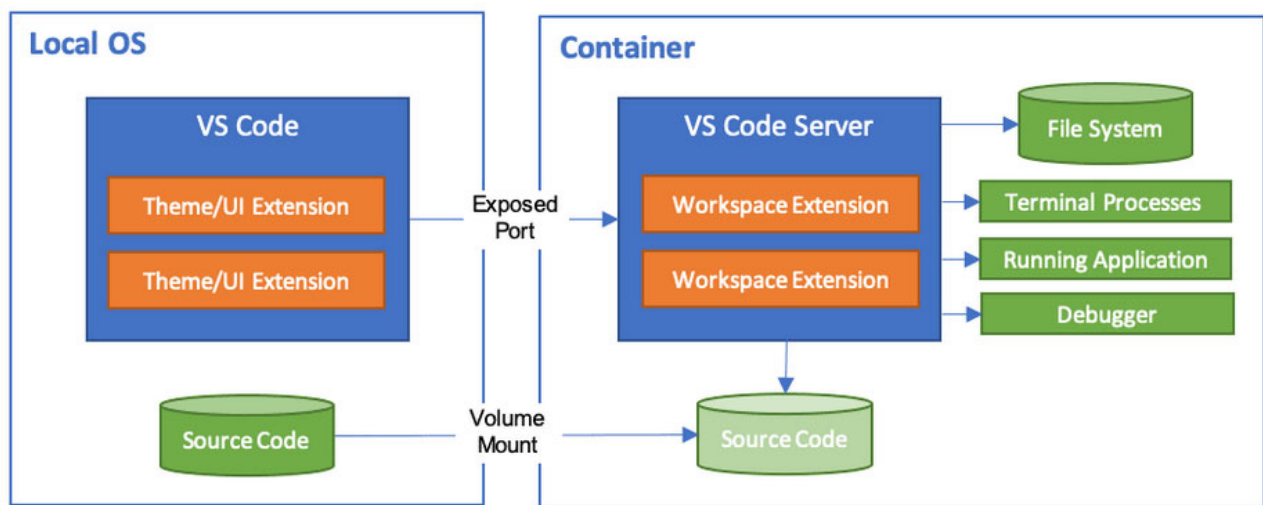 Local OS
VS Code
Theme/UI Extension
Theme/UI Extension
Source Code
Exposed
Port
Volume
Mount
Container
VS Code Server
Workspace Extension
Workspace Extension
File System
Terminal Processes
Running Application
Debugger
Source Code